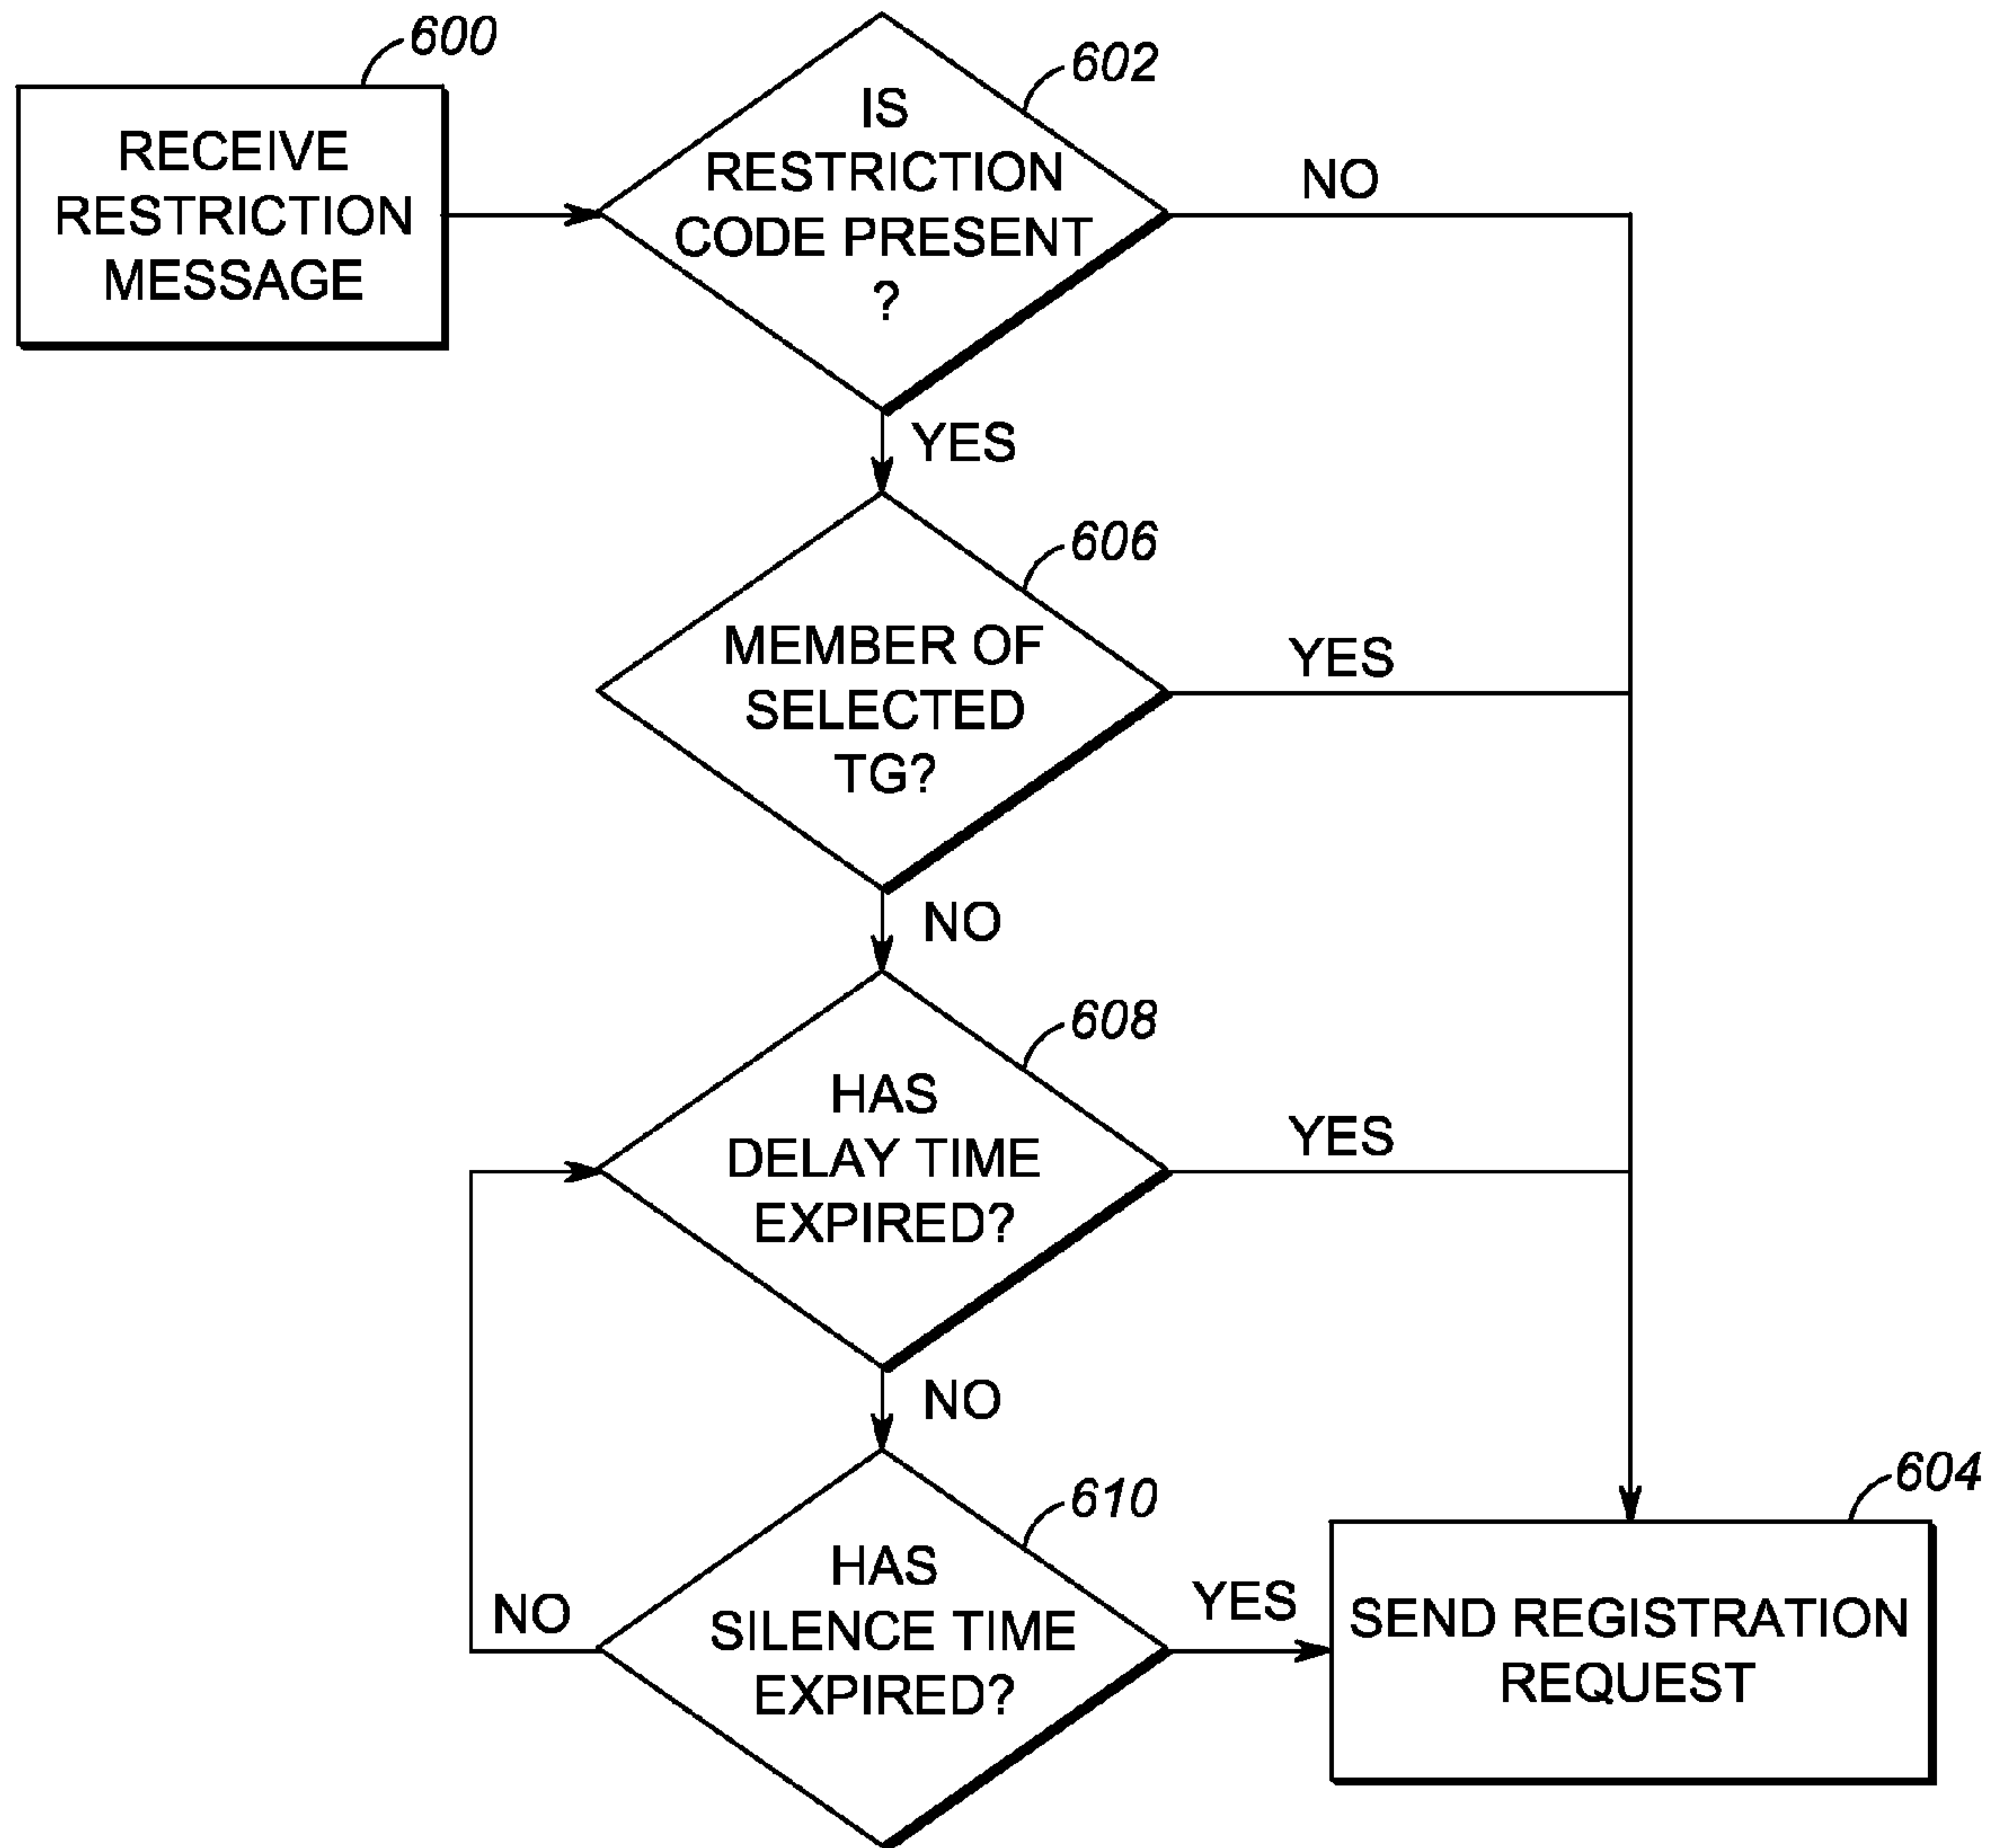 600
RECEIVE
RESTRICTION
MESSAGE
602
IS
RESTRICTION
CODE PRESENT
?
NO
YES
606
MEMBER OF
SELECTED
TG?
YES
NO
608
HAS
DELAY TIME
EXPIRED?
YES
NO
610
HAS
SILENCE TIME
EXPIRED?
NO
YES
604
SEND REGISTRATION
REQUEST